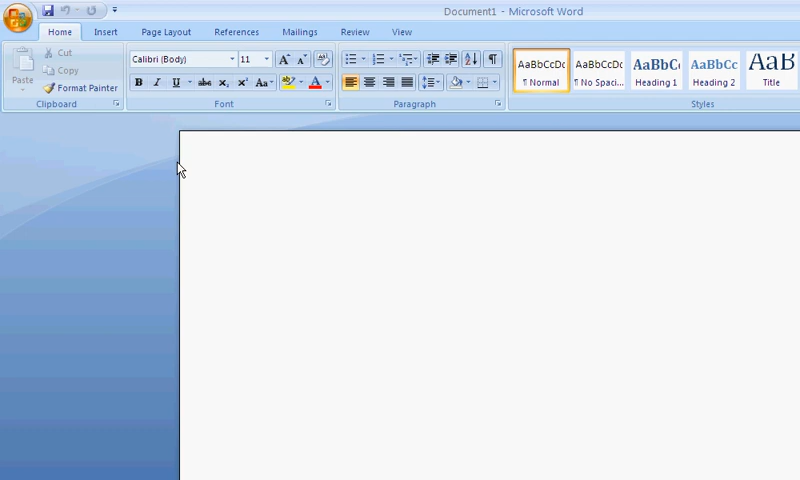 Document1 - Microsoft Word
Home Insert Page Layout References Mailings Review View
Paste
Cut
Copy
Format Painter
Clipboard
Calibri (Body) 11
B I U abc x₂ x² Aa
ab A
Font
Paragraph
AaBbCcDc AaBbCcDc AaBbC AaBbCc AaB
¶ Normal ¶ No Spaci... Heading 1 Heading 2 Title
Styles